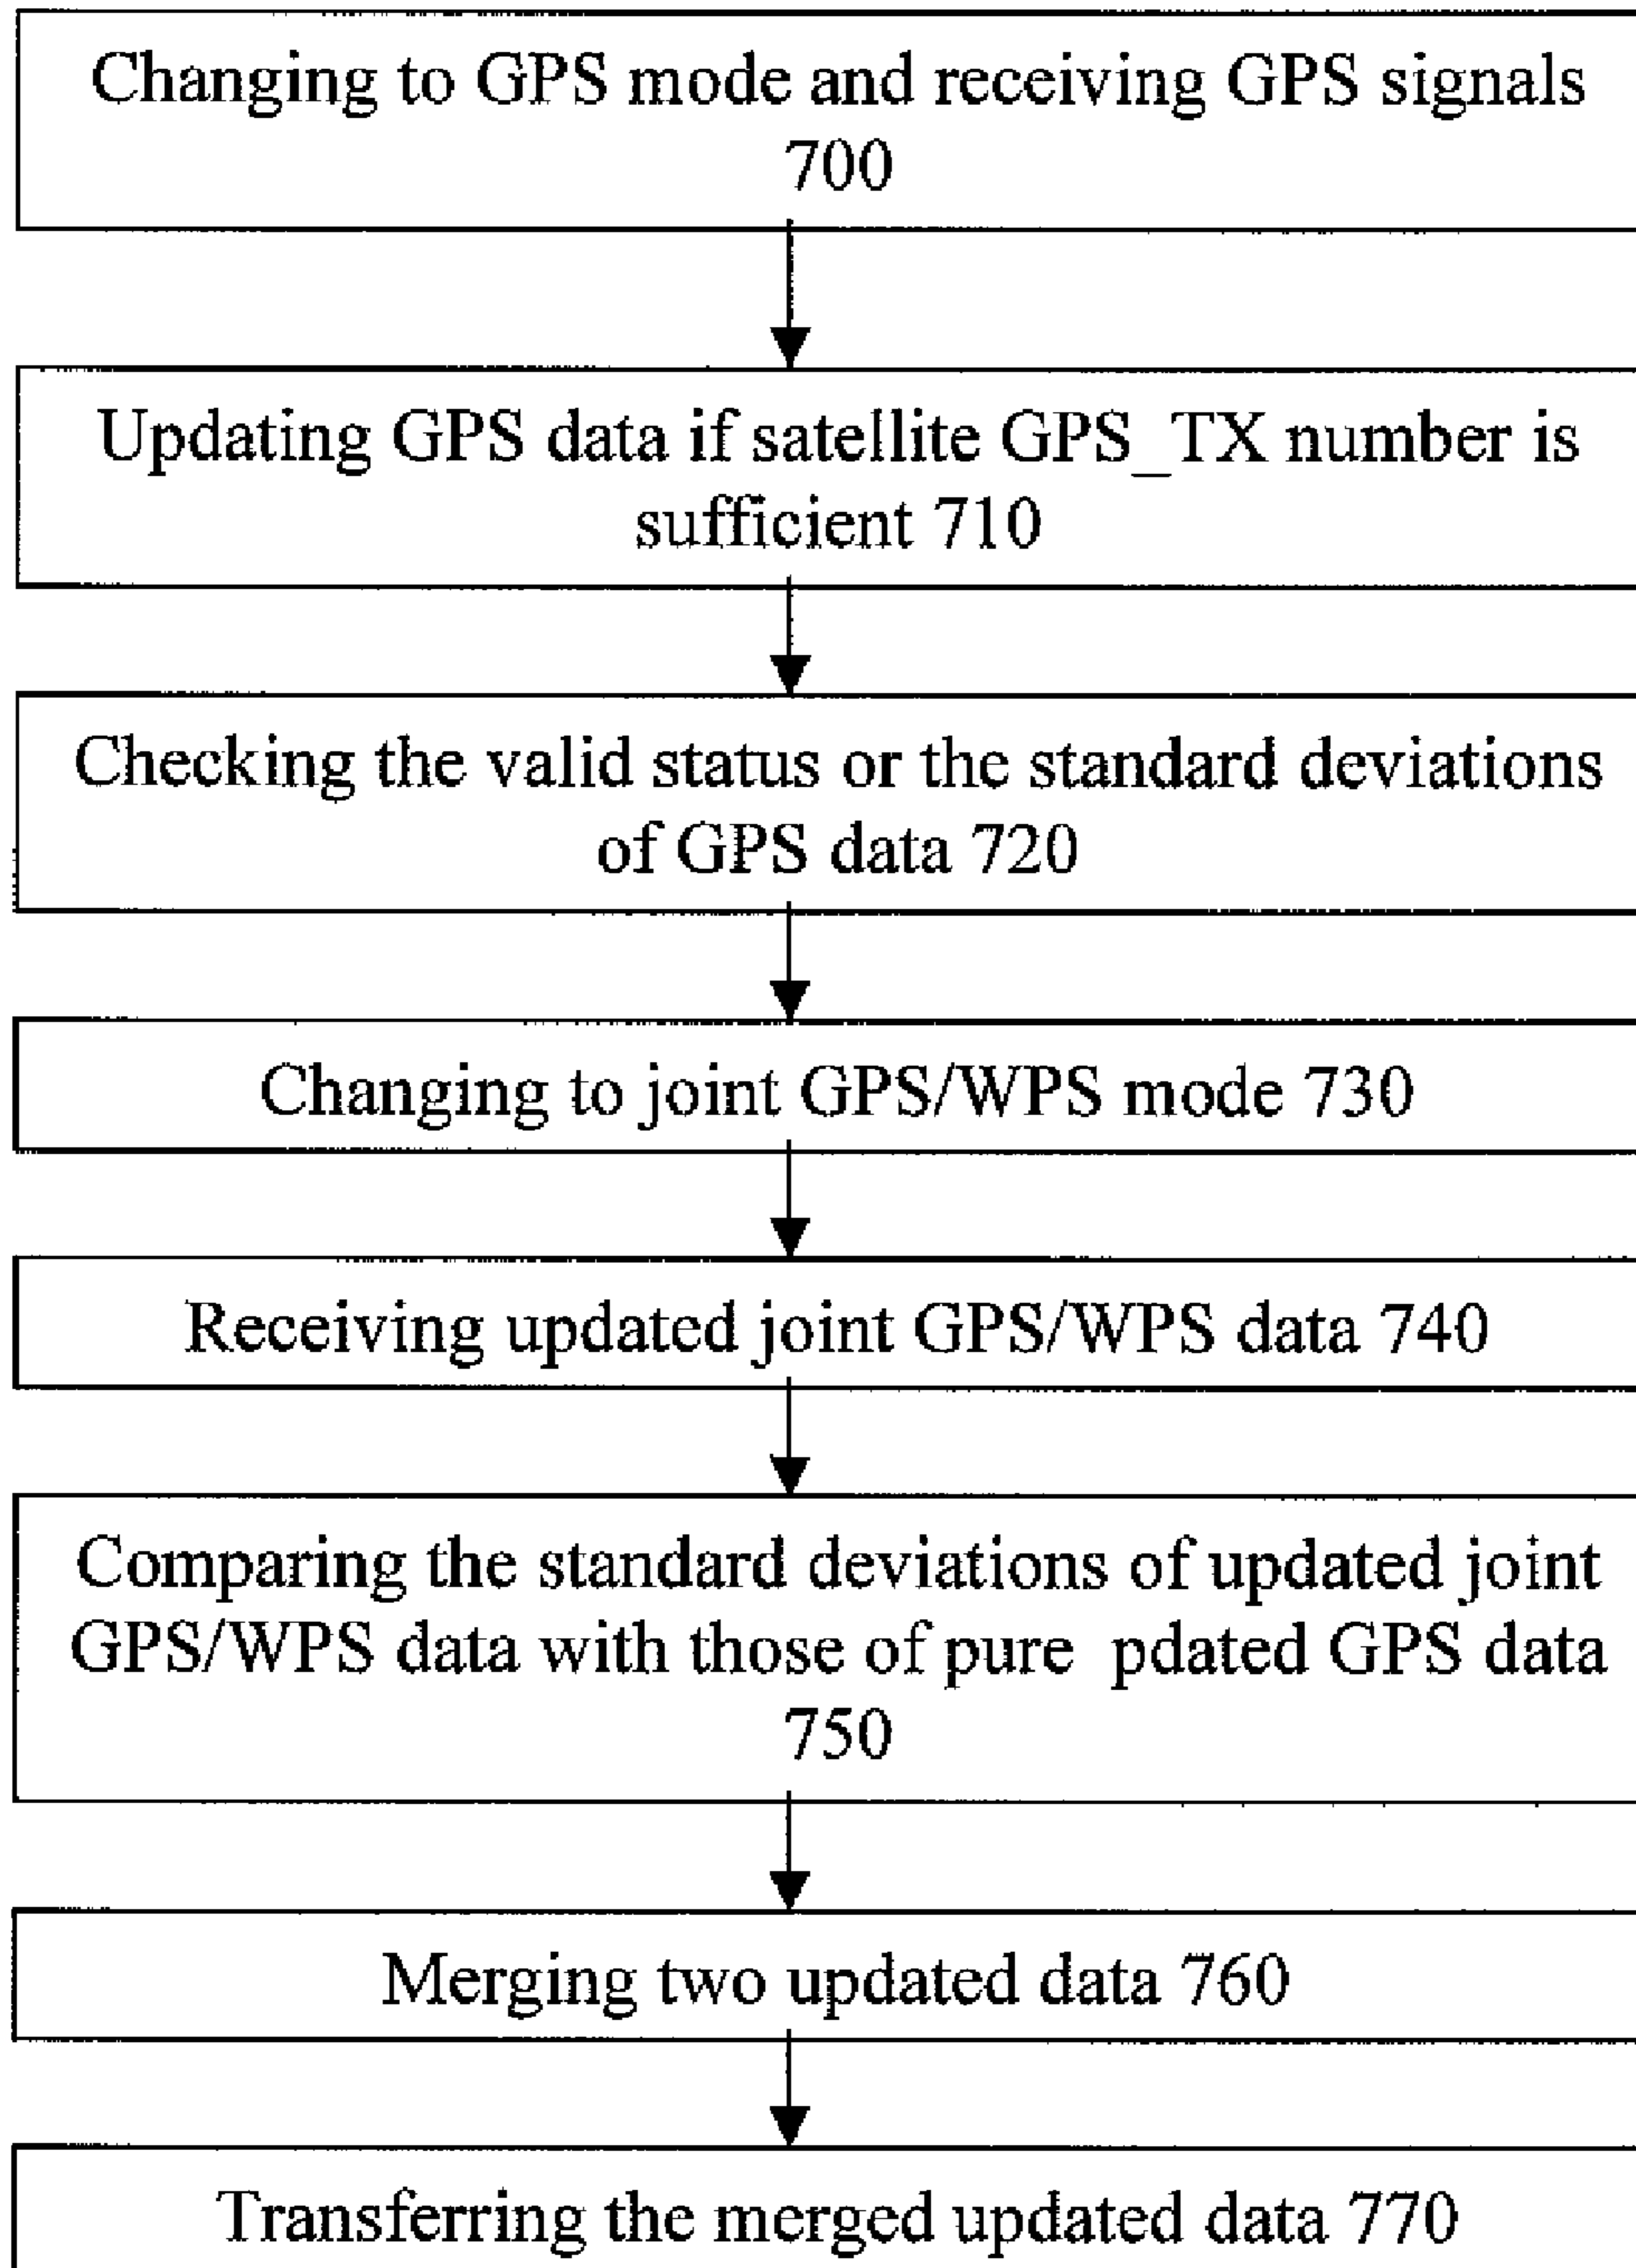 Changing to GPS mode and receiving GPS signals
700
Updating GPS data if satellite GPS_TX number is
sufficient 710
Checking the valid status or the standard deviations
of GPS data 720
Changing to joint GPS/WPS mode 730
Receiving updated joint GPS/WPS data 740
Comparing the standard deviations of updated joint
GPS/WPS data with those of pure pdated GPS data
750
Merging two updated data 760
Transferring the merged updated data 770